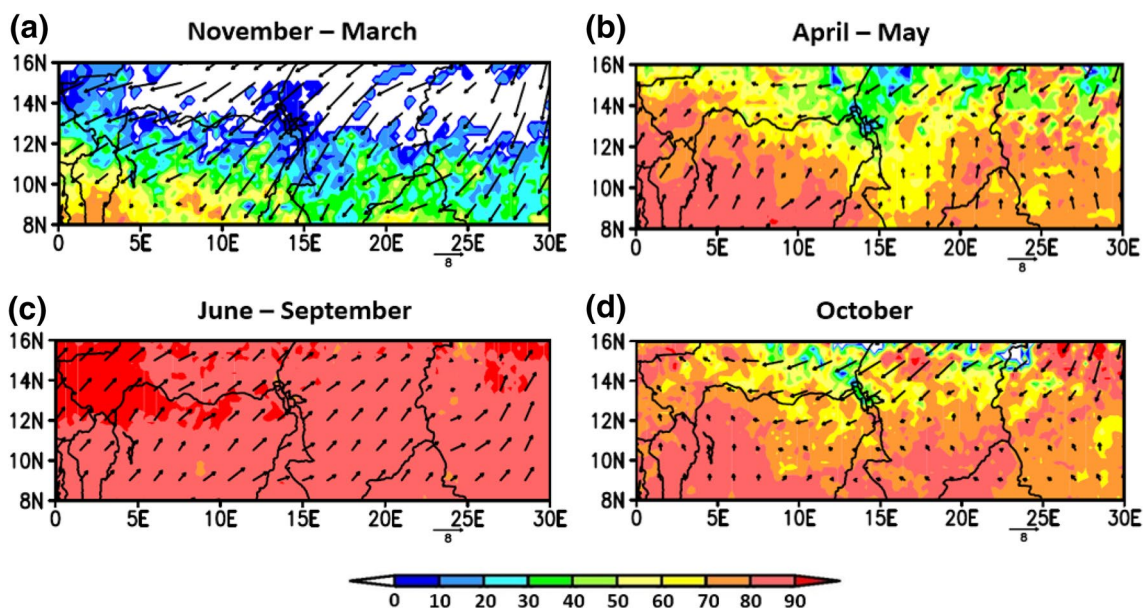 (a) November – March
16N
14N
12N
10N
8N
0 5E 10E 15E 20E 25E 30E
8
(b) April – May
16N
14N
12N
10N
8N
0 5E 10E 15E 20E 25E 30E
8
(c) June – September
16N
14N
12N
10N
8N
0 5E 10E 15E 20E 25E 30E
8
(d) October
16N
14N
12N
10N
8N
0 5E 10E 15E 20E 25E 30E
8
0 10 20 30 40 50 60 70 80 90